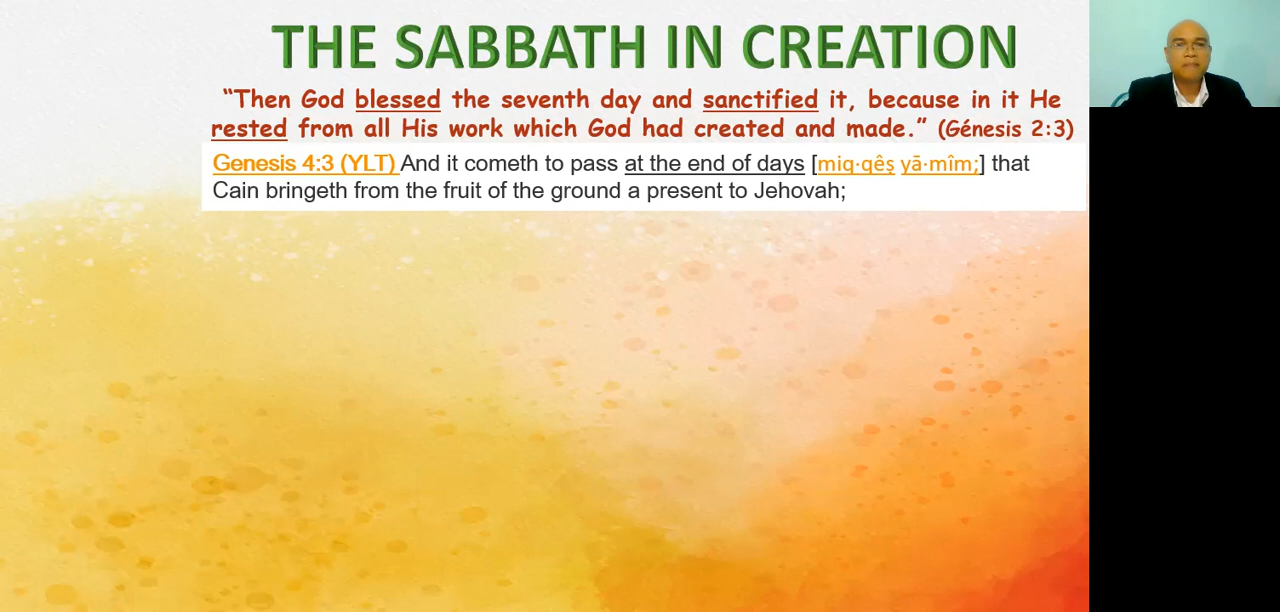 THE SABBATH IN CREATION
“Then God blessed the seventh day and sanctified it, because in it He
rested from all His work which God had created and made.” (Génesis 2:3)
Genesis 4:3 (YLT) And it cometh to pass at the end of days [miq·qêṣ yā·mîm;] that
Cain bringeth from the fruit of the ground a present to Jehovah;